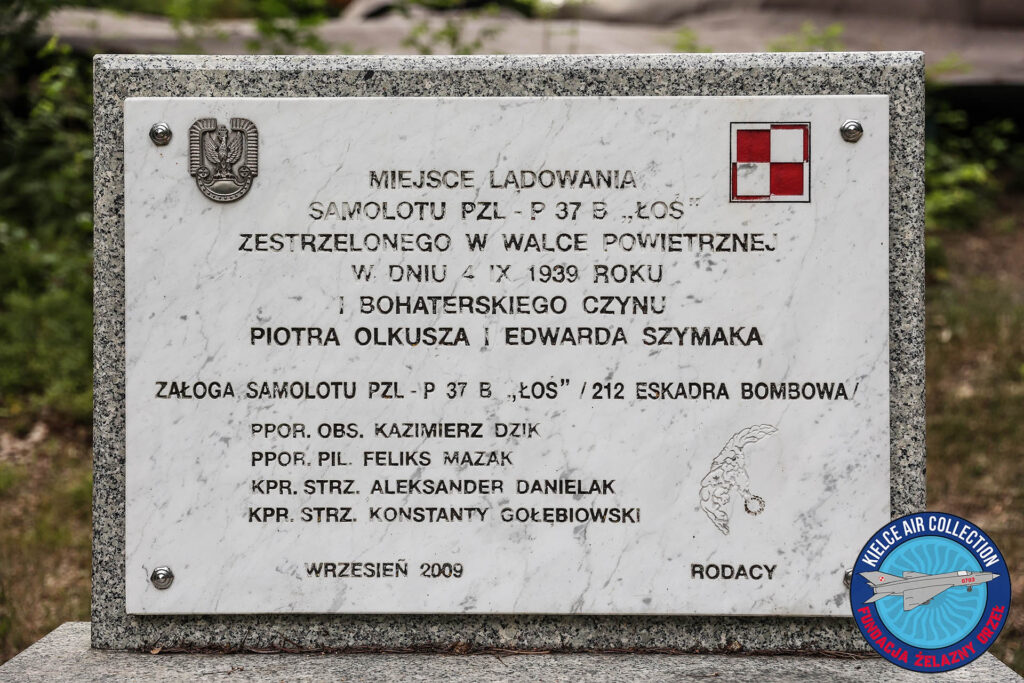 MIEJSCE LĄDOWANIA
SAMOLOTU PZL - P 37 B „ŁOŚ”
ZESTRZELONEGO W WALCE POWIETRZNEJ
W DNIU 4 IX 1939 ROKU
I BOHATERSKIEGO CZYNU
PIOTRA OLKUSZA I EDWARDA SZYMAKA
ZAŁOGA SAMOLOTU PZL - P 37 B „ŁOŚ” / 212 ESKADRA BOMBOWA /
PPOR. OBS. KAZIMIERZ DZIK
PPOR. PIL. FELIKS MAZAK
KPR. STRZ. ALEKSANDER DANIELAK
KPR. STRZ. KONSTANTY GOŁĘBIOWSKI
WRZESIEŃ 2009 RODACY
KIELCE AIR COLLECTION
0702
FUNDACJA ŻELAZNY ORZEŁ